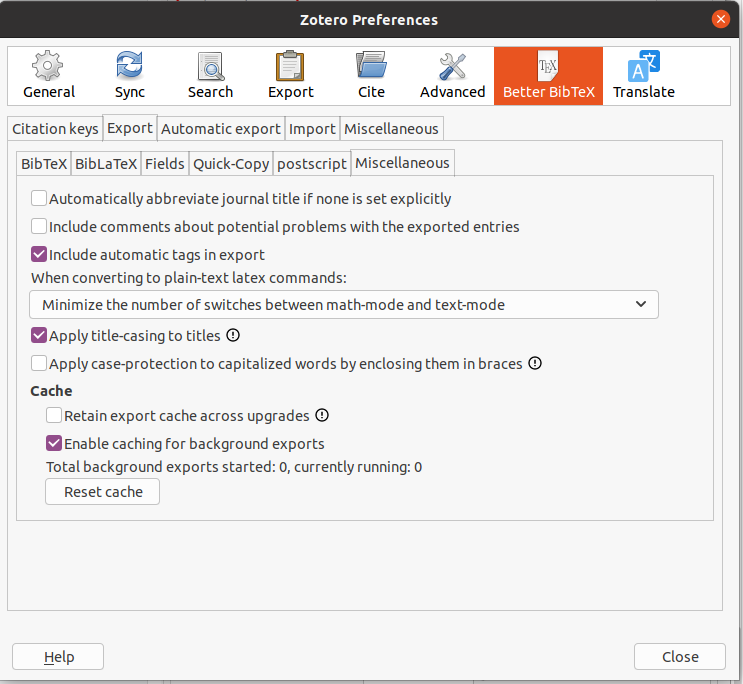 Zotero Preferences
General Sync Search Export Cite Advanced Better BibTeX Translate
Citation keys Export Automatic export Import Miscellaneous
BibTeX BibLaTeX Fields Quick-Copy postscript Miscellaneous
Automatically abbreviate journal title if none is set explicitly
Include comments about potential problems with the exported entries
Include automatic tags in export
When converting to plain-text latex commands:
Minimize the number of switches between math-mode and text-mode
Apply title-casing to titles
Apply case-protection to capitalized words by enclosing them in braces
Cache
Retain export cache across upgrades
Enable caching for background exports
Total background exports started: 0, currently running: 0
Reset cache
Help Close